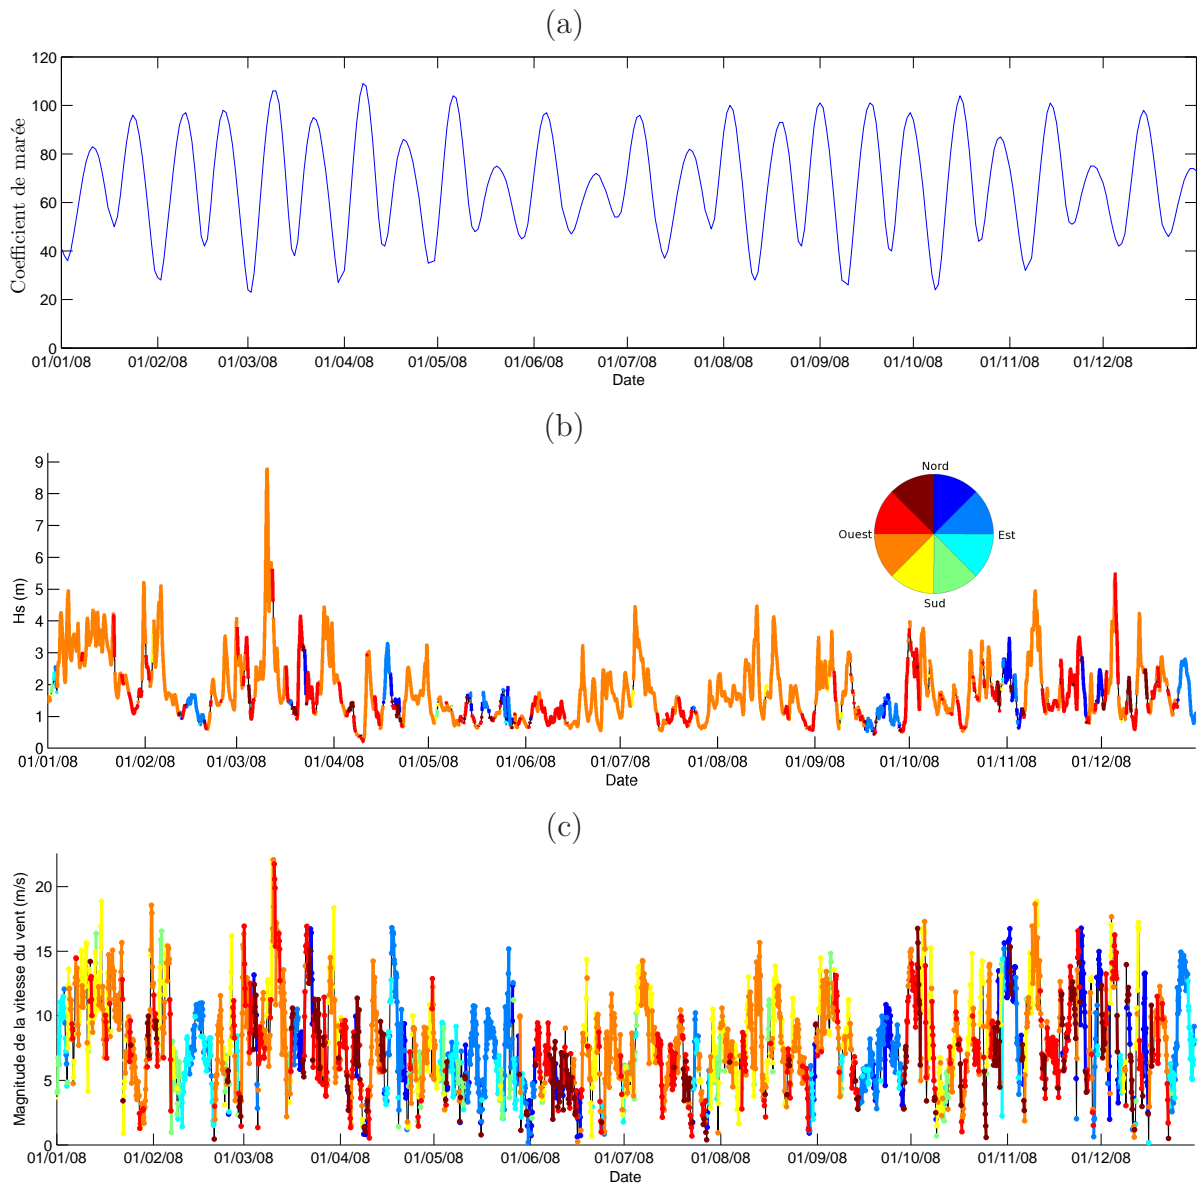 (a)
120
100
80
60
40
20
0
Coefficient de marée
01/01/08 01/02/08 01/03/08 01/04/08 01/05/08 01/06/08 01/07/08 01/08/08 01/09/08 01/10/08 01/11/08 01/12/08
Date
(b)
9
8
7
6
5
4
3
2
1
0
Hs (m)
Nord
Ouest
Est
Sud
01/01/08 01/02/08 01/03/08 01/04/08 01/05/08 01/06/08 01/07/08 01/08/08 01/09/08 01/10/08 01/11/08 01/12/08
Date
(c)
20
15
10
5
0
Magnitude de la vitesse du vent (m/s)
01/01/08 01/02/08 01/03/08 01/04/08 01/05/08 01/06/08 01/07/08 01/08/08 01/09/08 01/10/08 01/11/08 01/12/08
Date